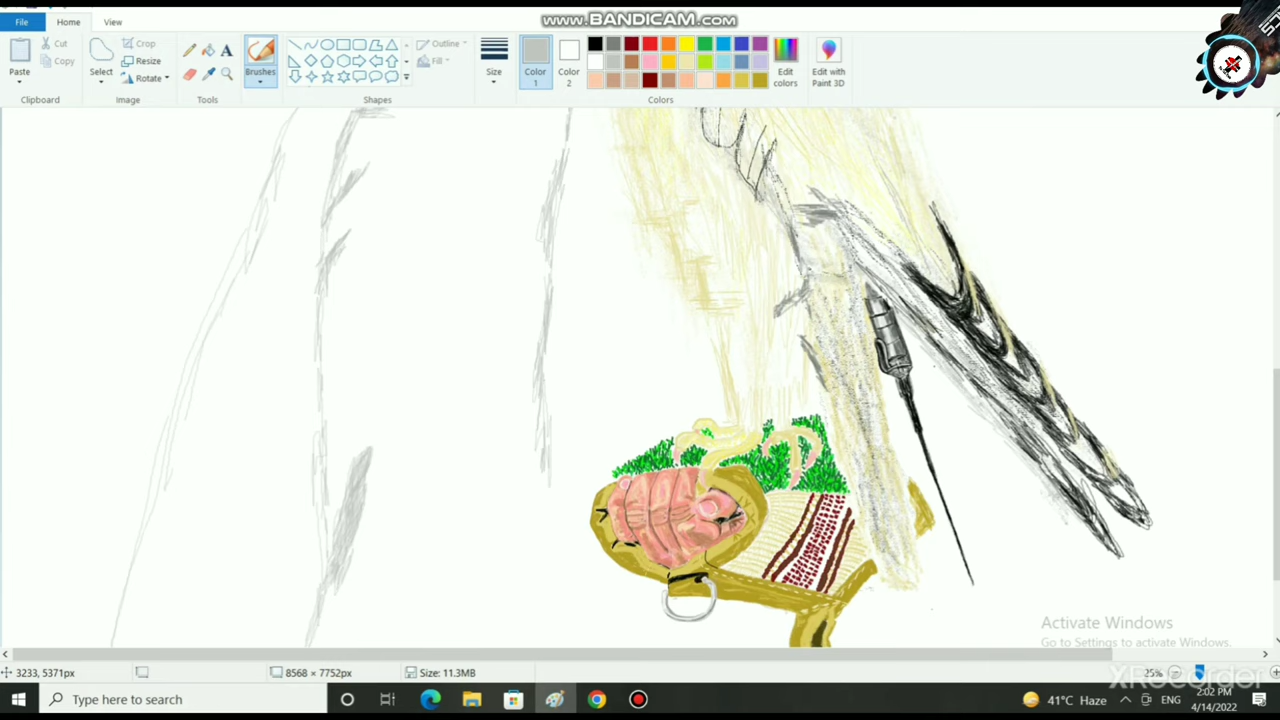 www.BANDICAM.com
File
Home
View
Paste
Cut
Copy
Clipboard
Select
Crop
Resize
Rotate
Image
Tools
Brushes
Shapes
Outline
Fill
Size
Color
1
Color
2
Edit
colors
Edit with
Paint 3D
Colors
Activate Windows
Go to Settings to activate Windows.
3233, 5371px
8568 × 7752px
Size: 11.3MB
25%
XRecorder
Type here to search
41°C Haze
ENG
2:02 PM
4/14/2022